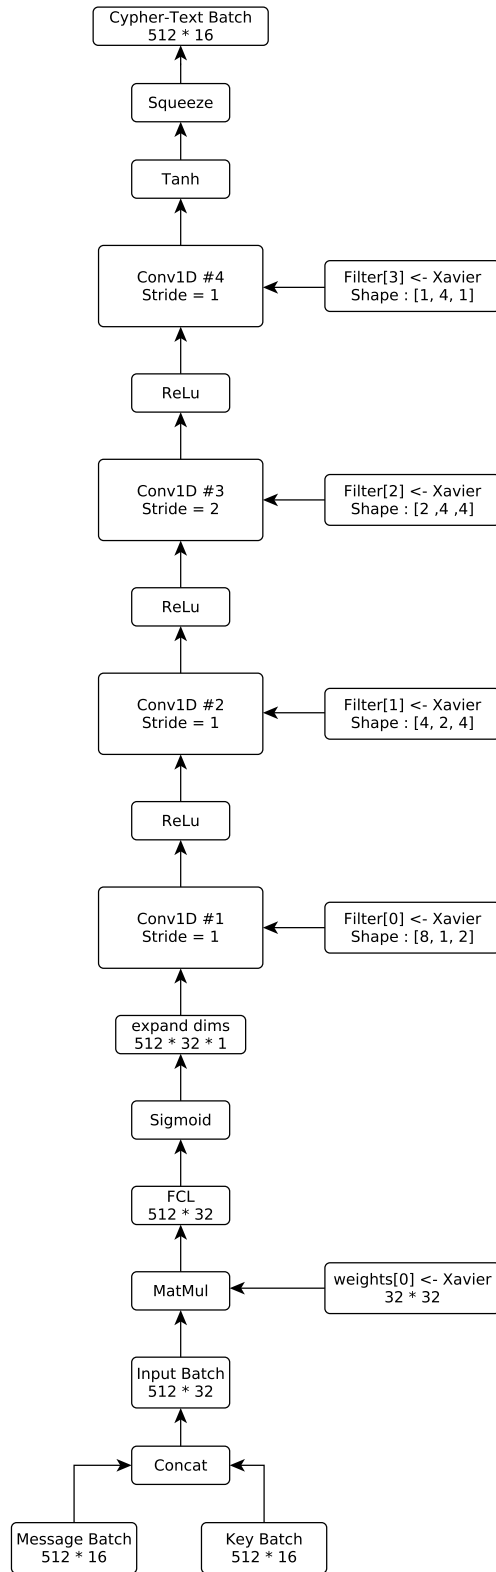 Cypher-Text Batch
512 * 16
Squeeze
Tanh
Conv1D #4
Stride = 1
Filter[3] <- Xavier
Shape : [1, 4, 1]
ReLu
Conv1D #3
Stride = 2
Filter[2] <- Xavier
Shape : [2 ,4 ,4]
ReLu
Conv1D #2
Stride = 1
Filter[1] <- Xavier
Shape : [4, 2, 4]
ReLu
Conv1D #1
Stride = 1
Filter[0] <- Xavier
Shape : [8, 1, 2]
expand dims
512 * 32 * 1
Sigmoid
FCL
512 * 32
MatMul
weights[0] <- Xavier
32 * 32
Input Batch
512 * 32
Concat
Message Batch
512 * 16
Key Batch
512 * 16